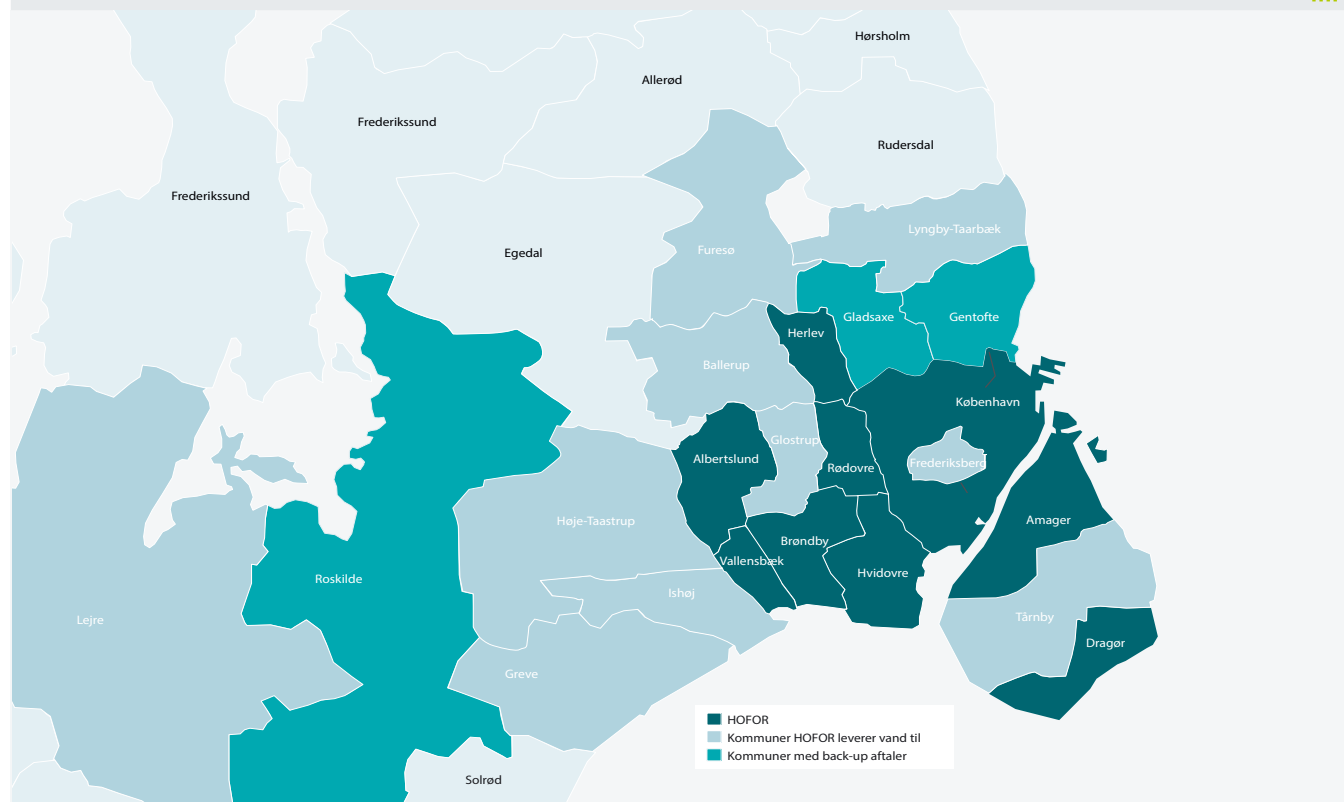 Hørsholm
Allerød
Frederikssund
Rudersdal
Frederikssund
Lyngby-Taarbæk
Furesø
Egedal
Gladsaxe
Gentofte
Herlev
Ballerup
København
Glostrup
Albertslund
Frederiksberg
Rødovre
Høje-Taastrup
Amager
Brøndby
Vallensbæk
Hvidovre
Roskilde
Ishøj
Lejre
Tårnby
Dragør
Greve
HOFOR
Kommuner HOFOR leverer vand til
Kommuner med back-up aftaler
Solrød